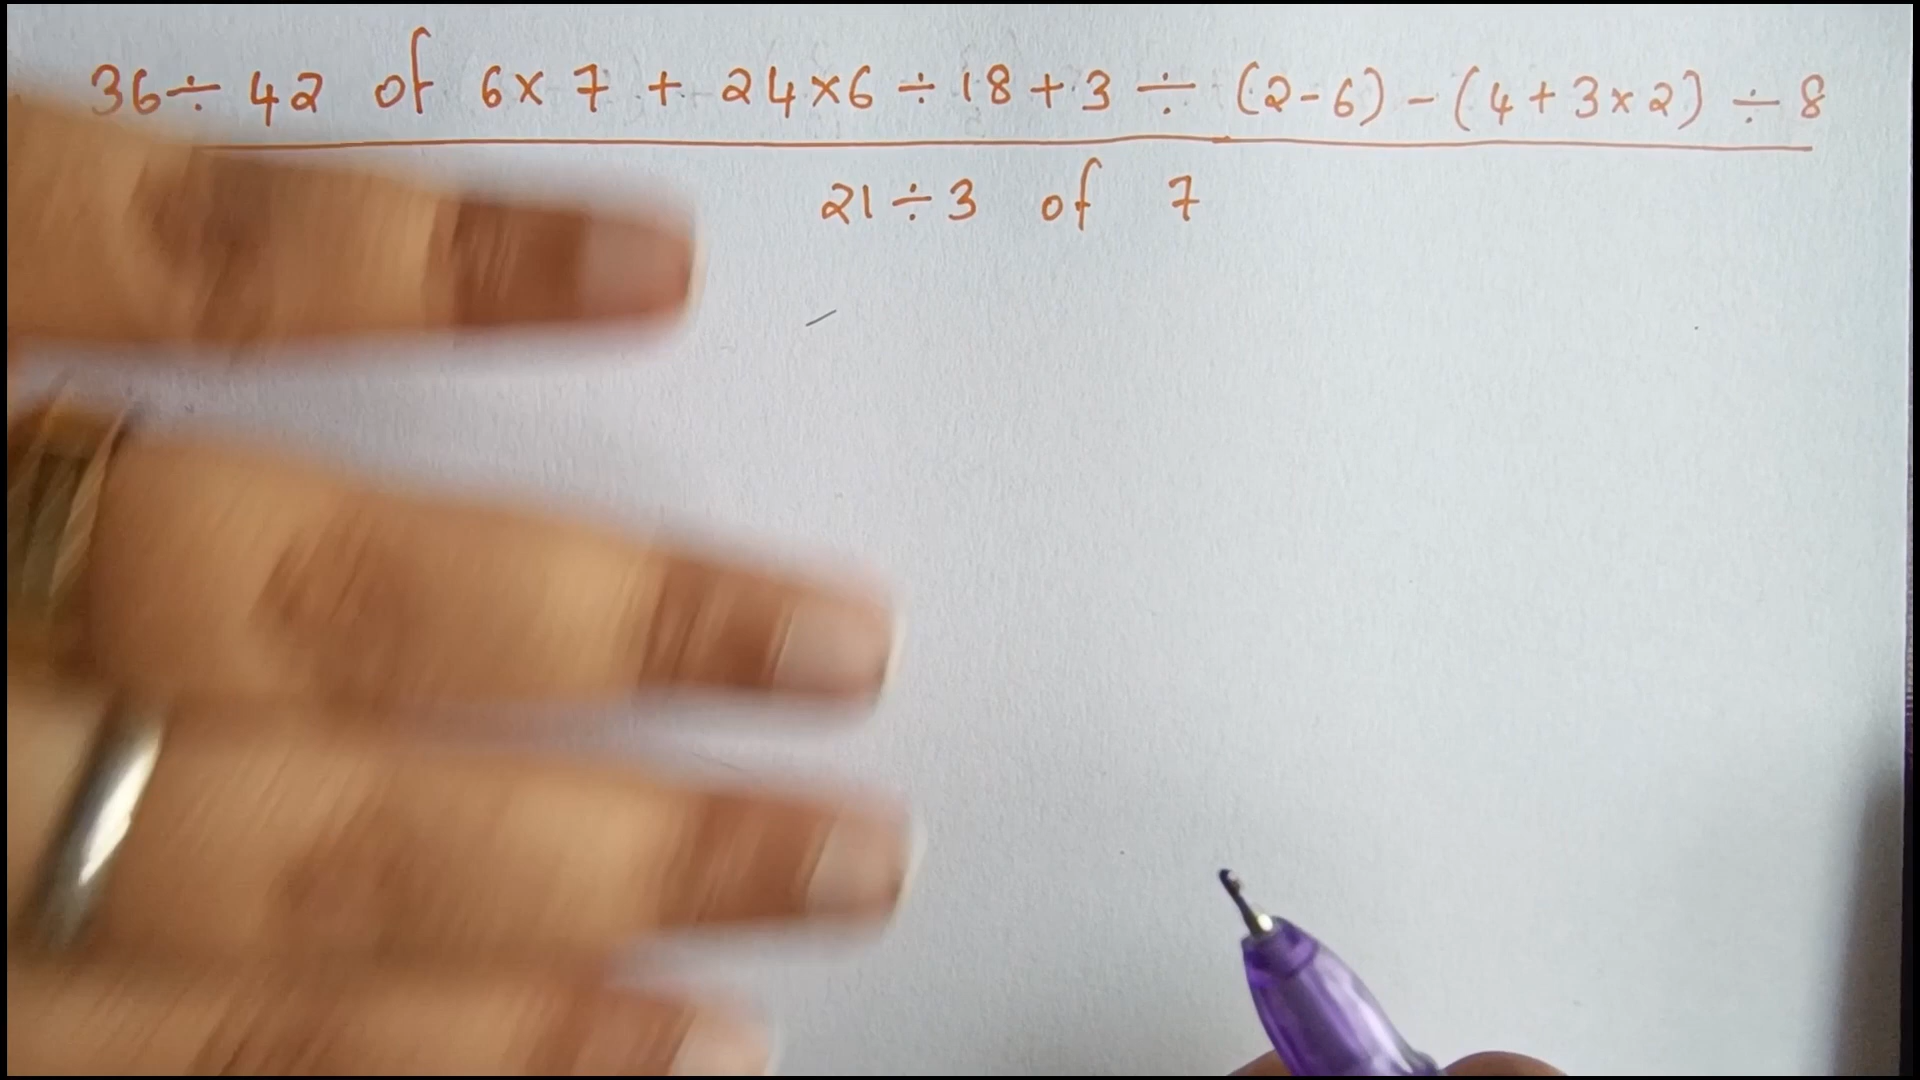 36 ÷ 42 of 6 × 7 + 24 × 6 ÷ 18 + 3 ÷ (2 - 6) - (4 + 3 × 2) ÷ 8
21 ÷ 3 of 7